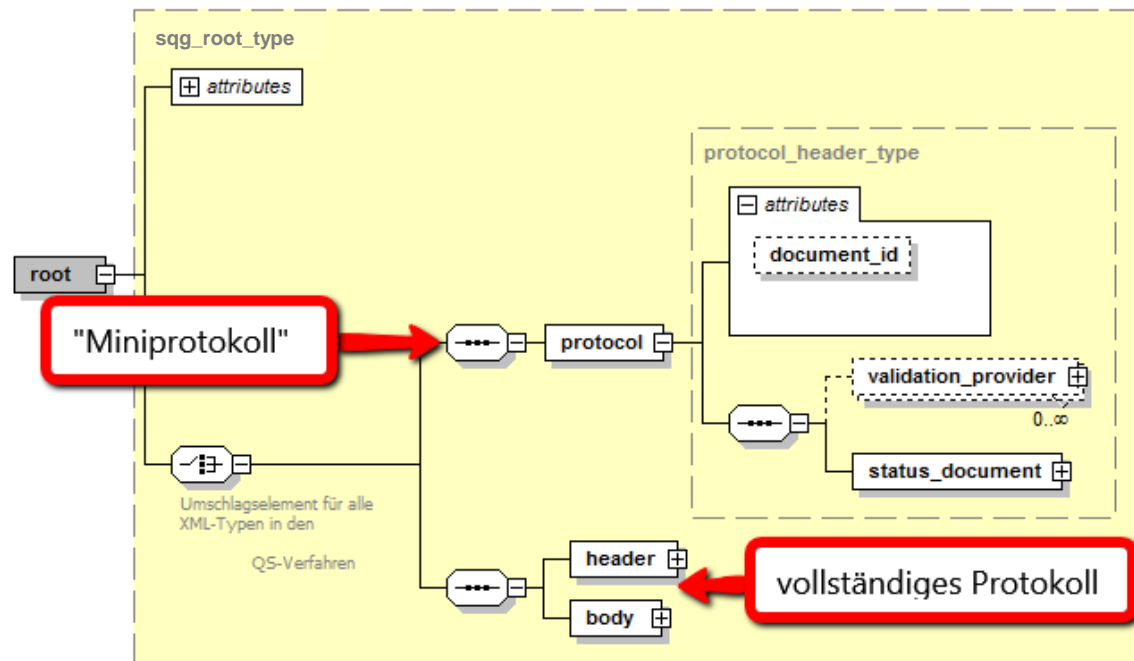 sqg_root_type
attributes
protocol_header_type
attributes
document_id
root
"Miniprotokoll"
protocol
validation_provider
0..∞
status_document
Umschlagselement für alle
XML-Typen in den
QS-Verfahren
header
vollständiges Protokoll
body